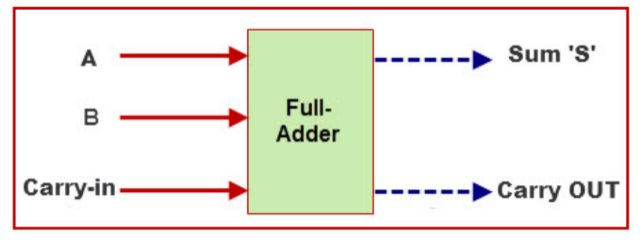 A
B
Carry-in
Full-
Adder
Sum 'S'
Carry OUT